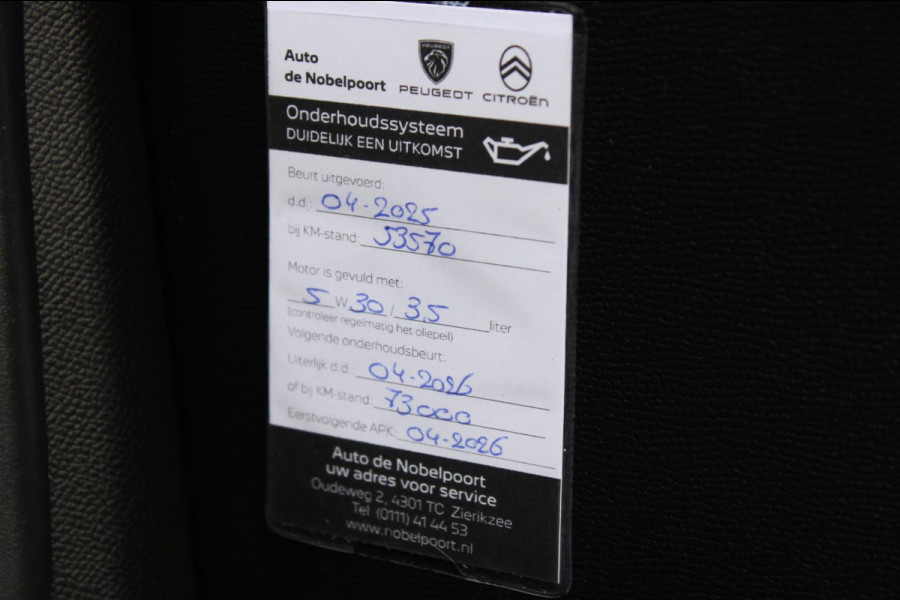 Auto
de Nobelpoort
PEUGEOT
PEUGEOT CITROËN
Onderhoudssysteem
DUIDELIJK EEN UITKOMST
Beurt uitgevoerd:
d.d.: 04-2025
bij KM-stand: 53570
Motor is gevuld met:
5 W 30 / 3,5 liter
(controleer regelmatig het oliepeil)
Volgende onderhoudsbeurt:
Uiterlijk d.d.: 04-2026
of bij KM-stand: 73000
Eerstvolgende APK: 04-2026
Auto de Nobelpoort
uw adres voor service
Oudeweg 2, 4301 TC Zierikzee
Tel (0111) 41 44 53
www.nobelpoort.nl